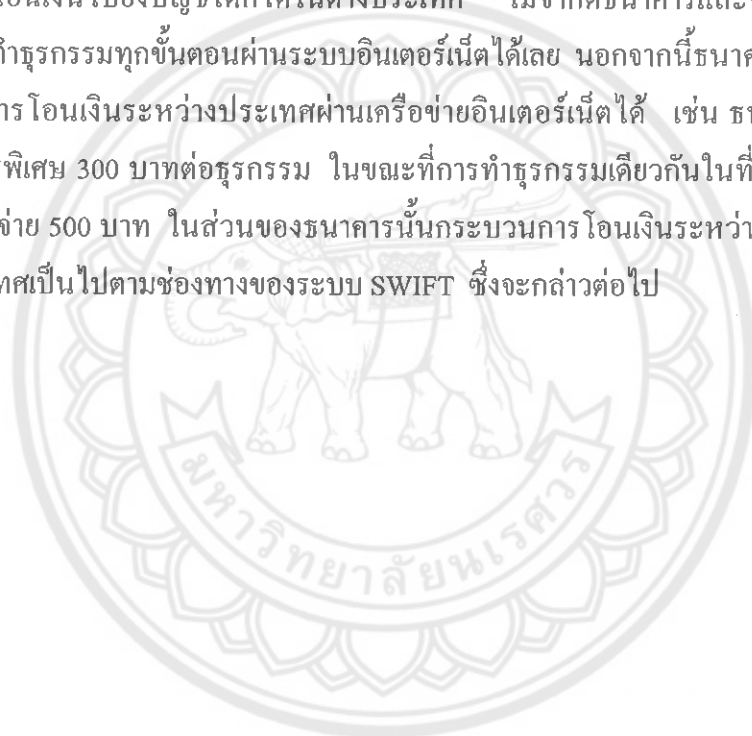 ทำธุรกรรมทุกขั้นตอนผ่านระบบอินเตอร์เน็ตได้เลย นอกจากนี้ธนาค
การโอนเงินระหว่างประเทศผ่านเครือข่ายอินเตอร์เน็ตได้ เช่น
พิเศษ 300 บาทต่อธุรกรรม ในขณะที่การทำธุรกรรมเดียวกันในที่
จ่าย 500 บาท ในส่วนของธนาคารนั้นกระบวนการโอนเงินระหว่า
ทศเป็นไปตามช่องทางของระบบ SWIFT ซึ่งจะกล่าวต่อไป
มหาวิทยาลัยนเรศวร